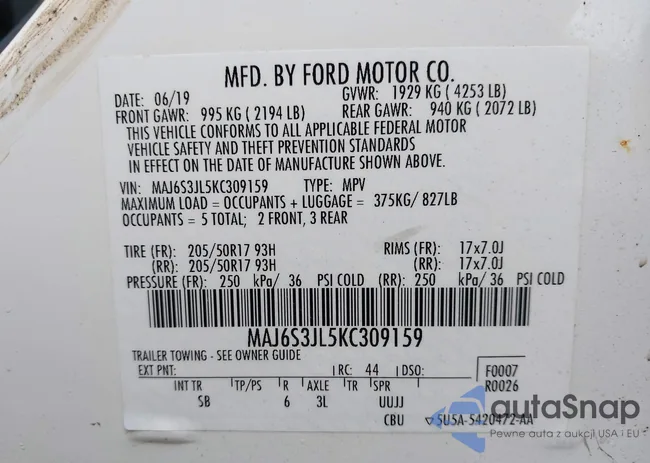 MFD. BY FORD MOTOR CO.
DATE: 06/19 GVWR: 1929 KG ( 4253 LB)
FRONT GAWR: 995 KG ( 2194 LB) REAR GAWR: 940 KG ( 2072 LB)
THIS VEHICLE CONFORMS TO ALL APPLICABLE FEDERAL MOTOR
VEHICLE SAFETY AND THEFT PREVENTION STANDARDS
IN EFFECT ON THE DATE OF MANUFACTURE SHOWN ABOVE.
VIN: MAJ6S3JL5KC309159 TYPE: MPV
MAXIMUM LOAD = OCCUPANTS + LUGGAGE = 375KG/ 827LB
OCCUPANTS = 5 TOTAL; 2 FRONT, 3 REAR
TIRE (FR): 205/50R17 93H RIMS (FR): 17x7.0J
(RR): 205/50R17 93H (RR): 17x7.0J
PRESSURE (FR): 250 kPa/ 36 PSI COLD (RR): 250 kPa/ 36 PSI COLD
MAJ6S3JL5KC309159
TRAILER TOWING - SEE OWNER GUIDE
EXT PNT: RC: 44 DSO: F0007
INT TR TP/PS R AXLE TR SPR R0026
SB 6 3L UUJJ
CBU 5U5A-5420472-AA
autaSnap
Pewne auta z aukcji USA i EU